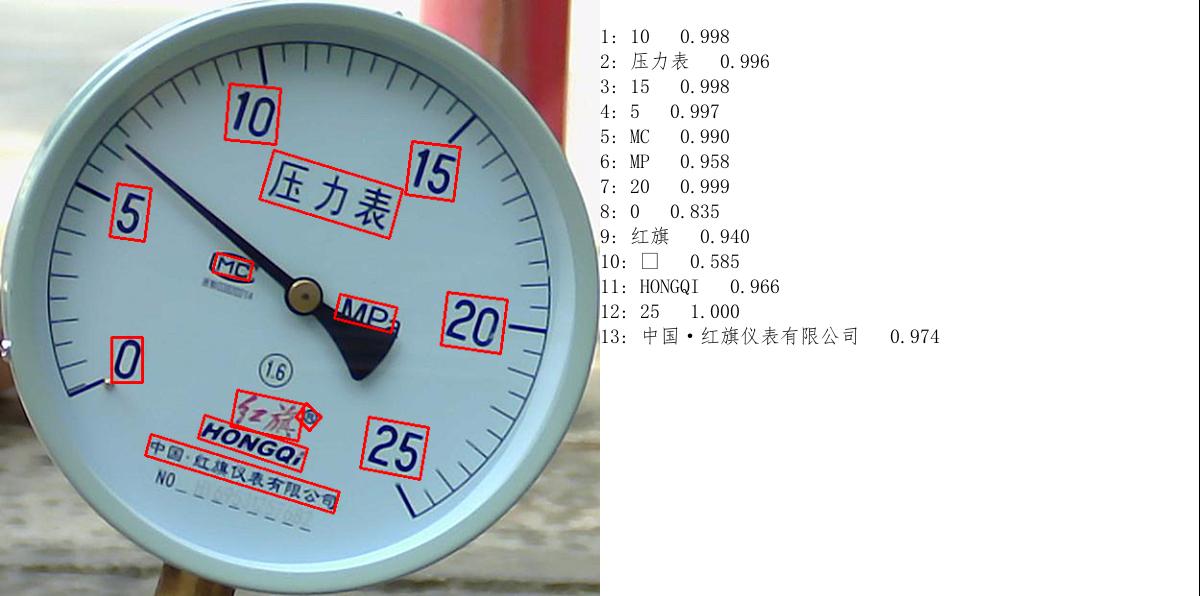 10
15
压力表
5
MC
MPa
20
0
1.6
红旗®
HONGQi
25
中国·红旗仪表有限公司
NO
1: 10 0.998
2: 压力表 0.996
3: 15 0.998
4: 5 0.997
5: MC 0.990
6: MP 0.958
7: 20 0.999
8: 0 0.835
9: 红旗 0.940
10: □ 0.585
11: HONGQI 0.966
12: 25 1.000
13: 中国·红旗仪表有限公司 0.974